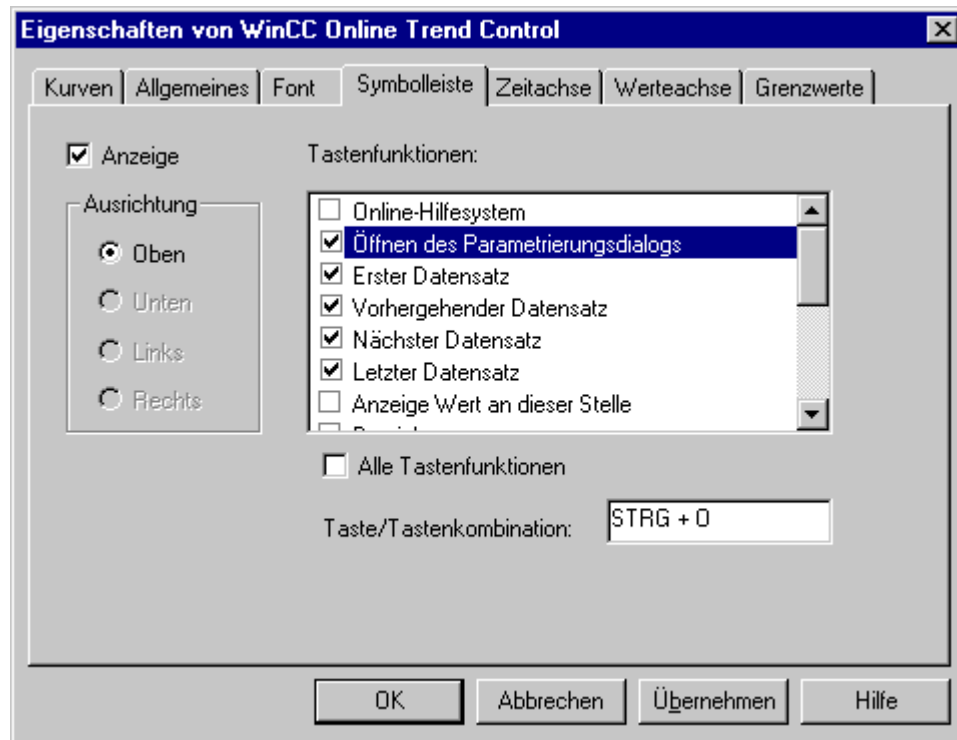 Eigenschaften von WinCC Online Trend Control
Kurven Allgemeines Font Symbolleiste Zeitachse Werteachse Grenzwerte
Anzeige
Ausrichtung
Oben
Unten
Links
Rechts
Tastenfunktionen:
Online-Hilfesystem
Öffnen des Parametrierungsdialogs
Erster Datensatz
Vorhergehender Datensatz
Nächster Datensatz
Letzter Datensatz
Anzeige Wert an dieser Stelle
Alle Tastenfunktionen
Taste/Tastenkombination: STRG + O
OK Abbrechen Übernehmen Hilfe